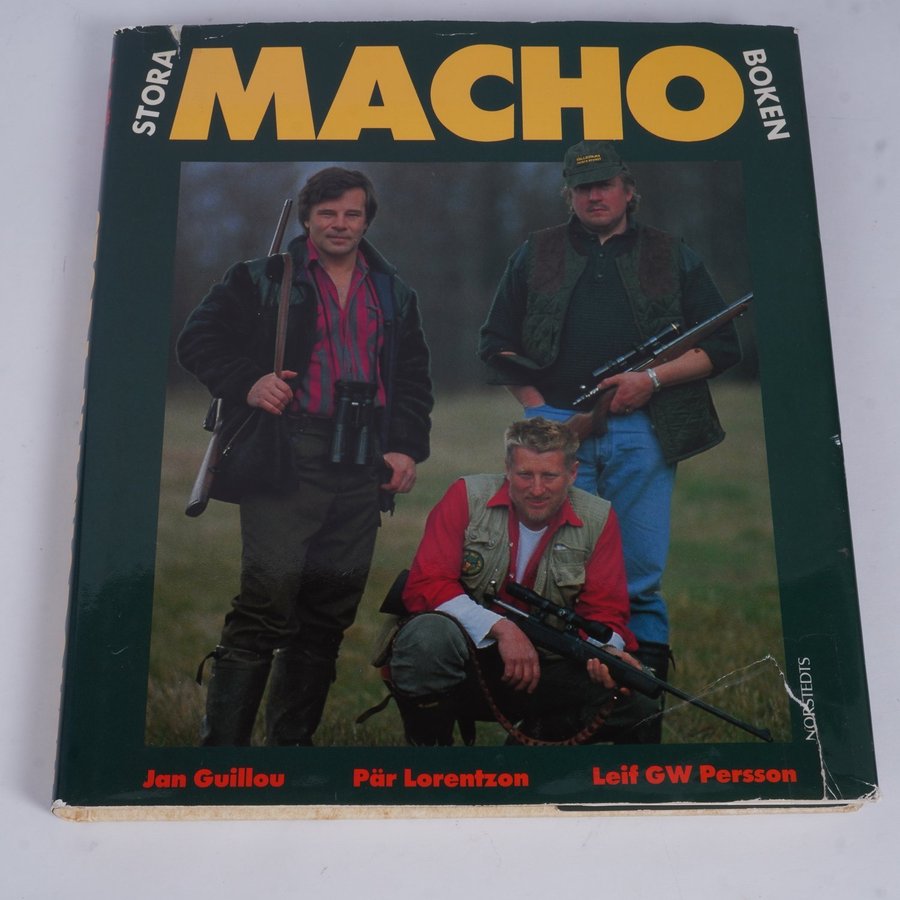 STORA MACHO BOKEN
NORSTEDTS
Jan Guillou Pär Lorentzon Leif GW Persson